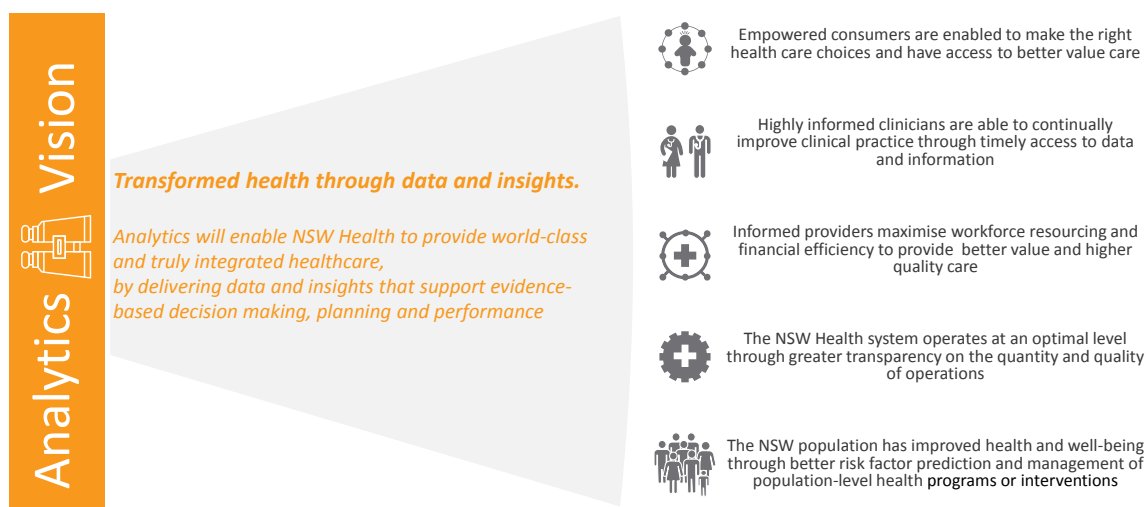 Analytics Vision
Transformed health through data and insights.
Analytics will enable NSW Health to provide world-class
and truly integrated healthcare,
by delivering data and insights that support evidence-
based decision making, planning and performance
Empowered consumers are enabled to make the right
health care choices and have access to better value care
Highly informed clinicians are able to continually
improve clinical practice through timely access to data
and information
Informed providers maximise workforce resourcing and
financial efficiency to provide  better value and higher
quality care
The NSW Health system operates at an optimal level
through greater transparency on the quantity and quality
of operations
The NSW population has improved health and well-being
through better risk factor prediction and management of
population-level health programs or interventions